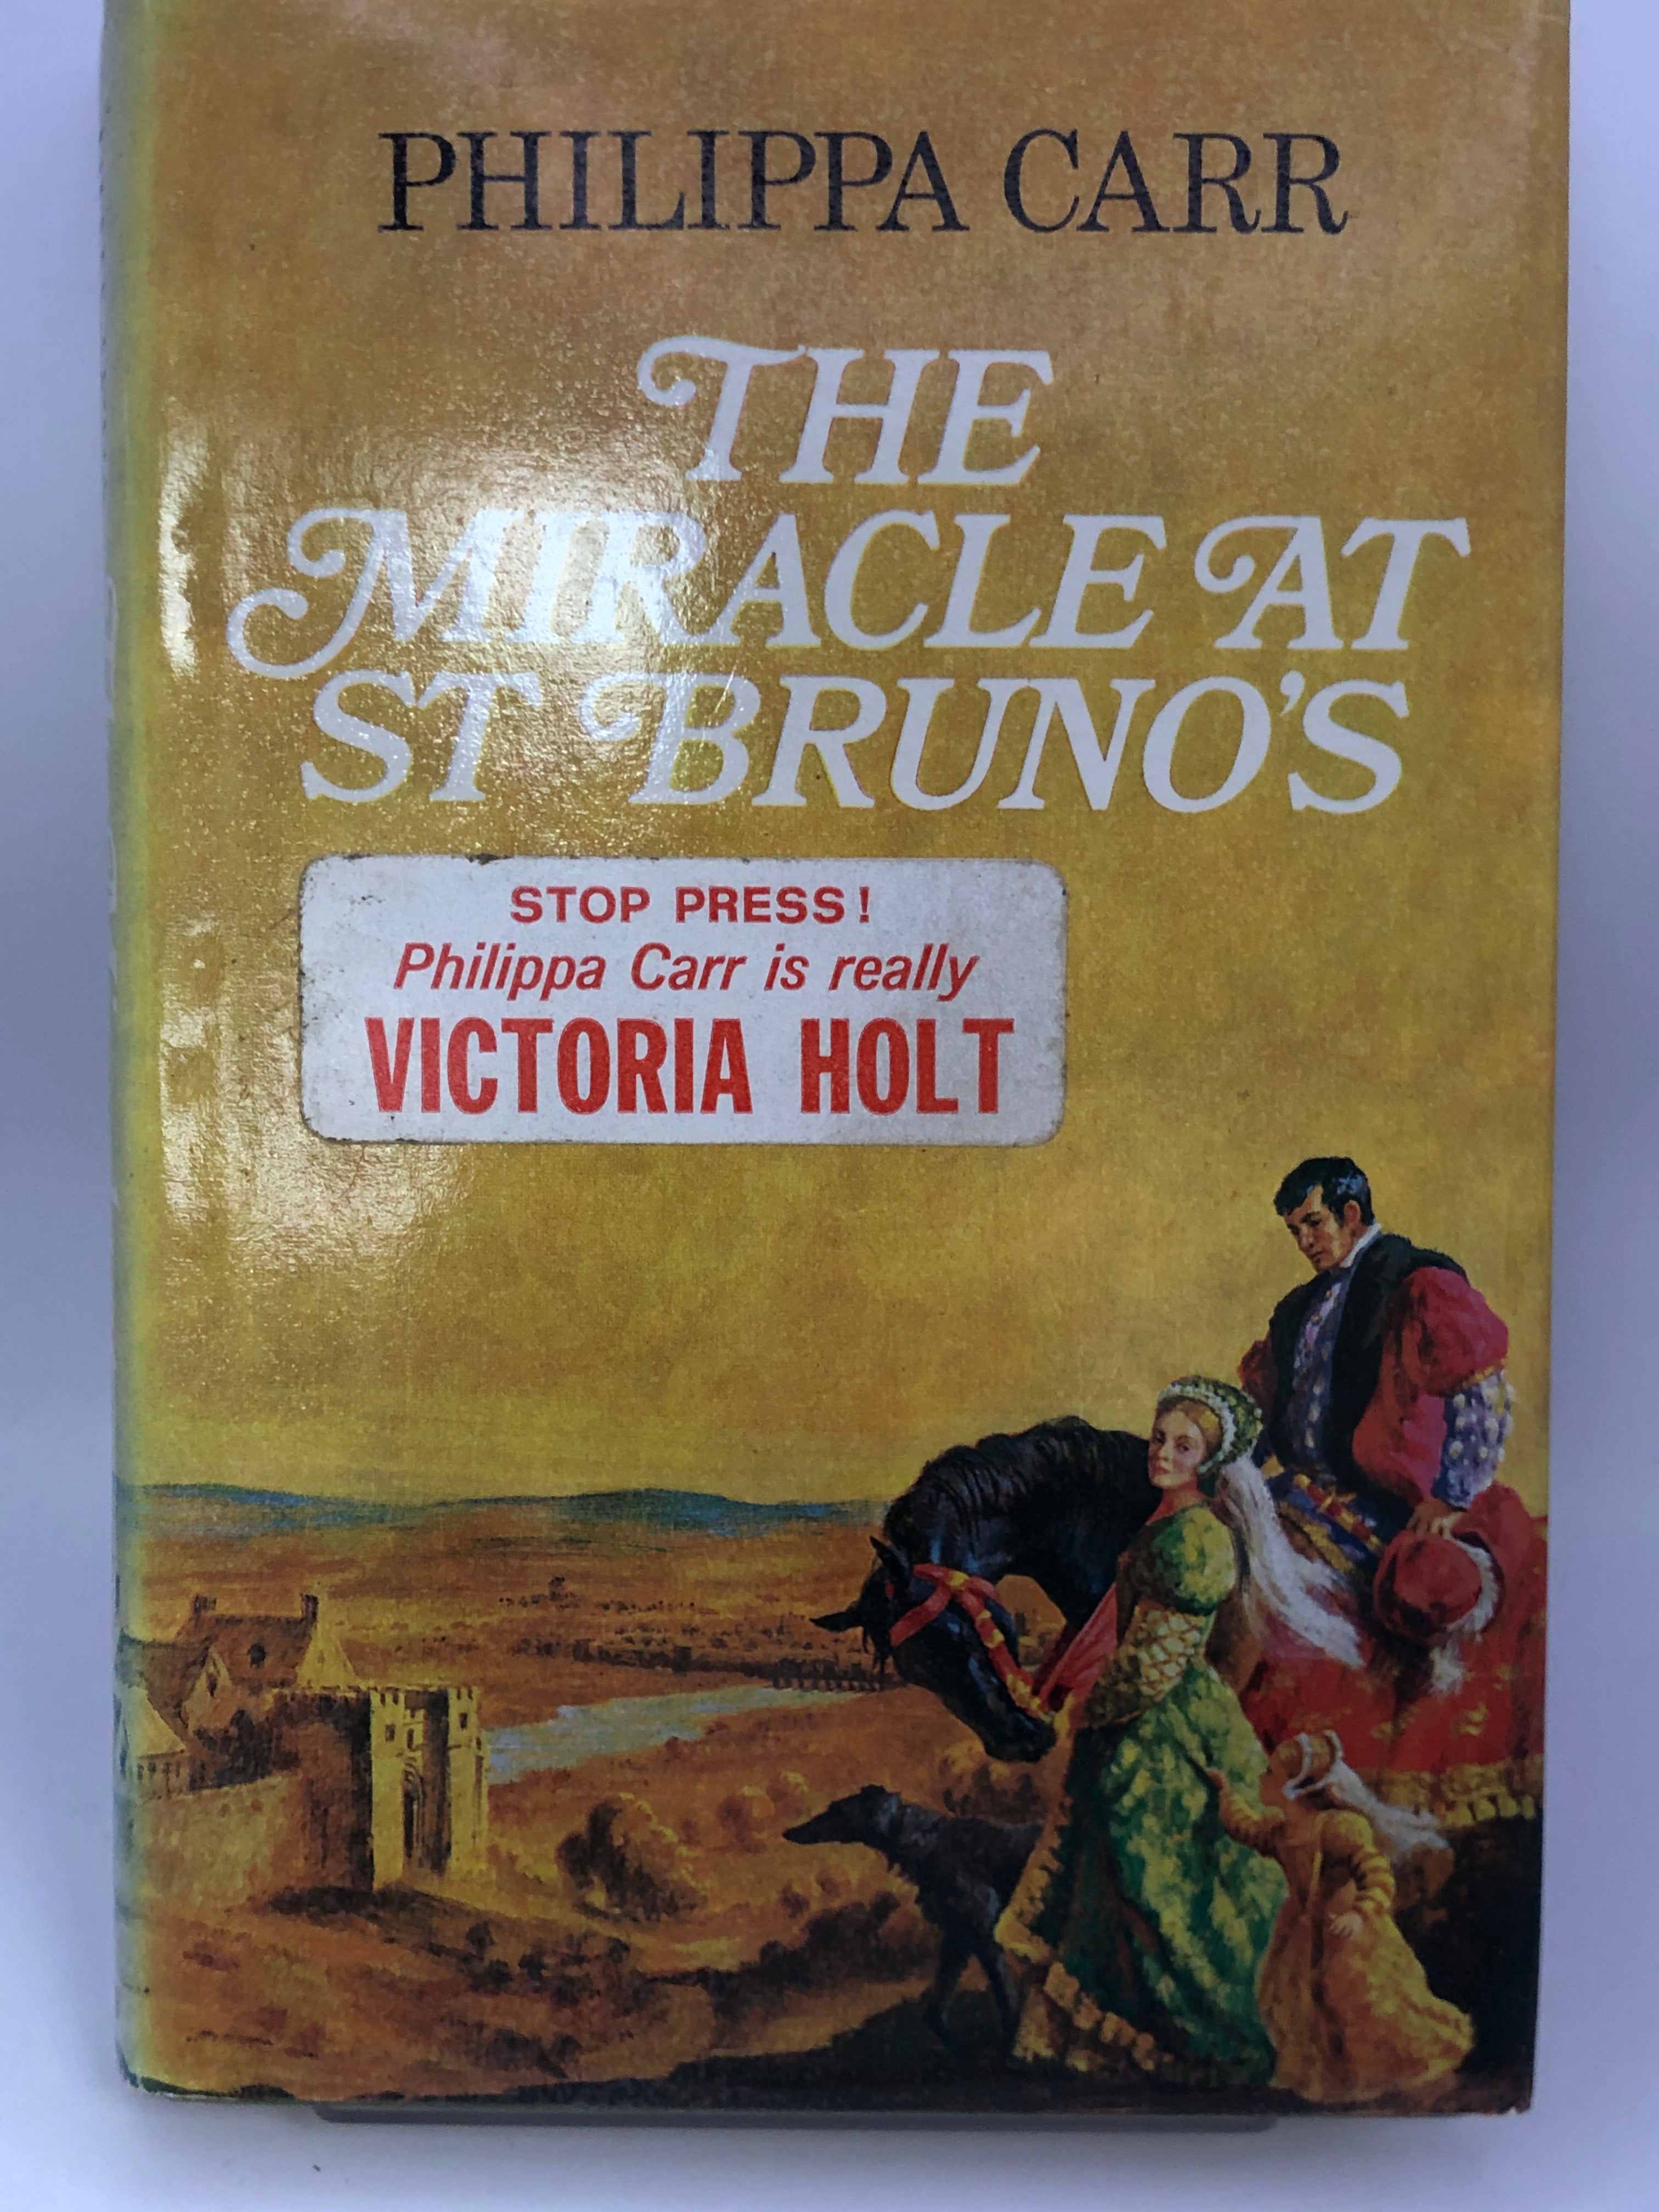 PHILIPPA CARR
THE
MIRACLE AT
ST BRUNO'S
STOP PRESS!
Philippa Carr is really
VICTORIA HOLT